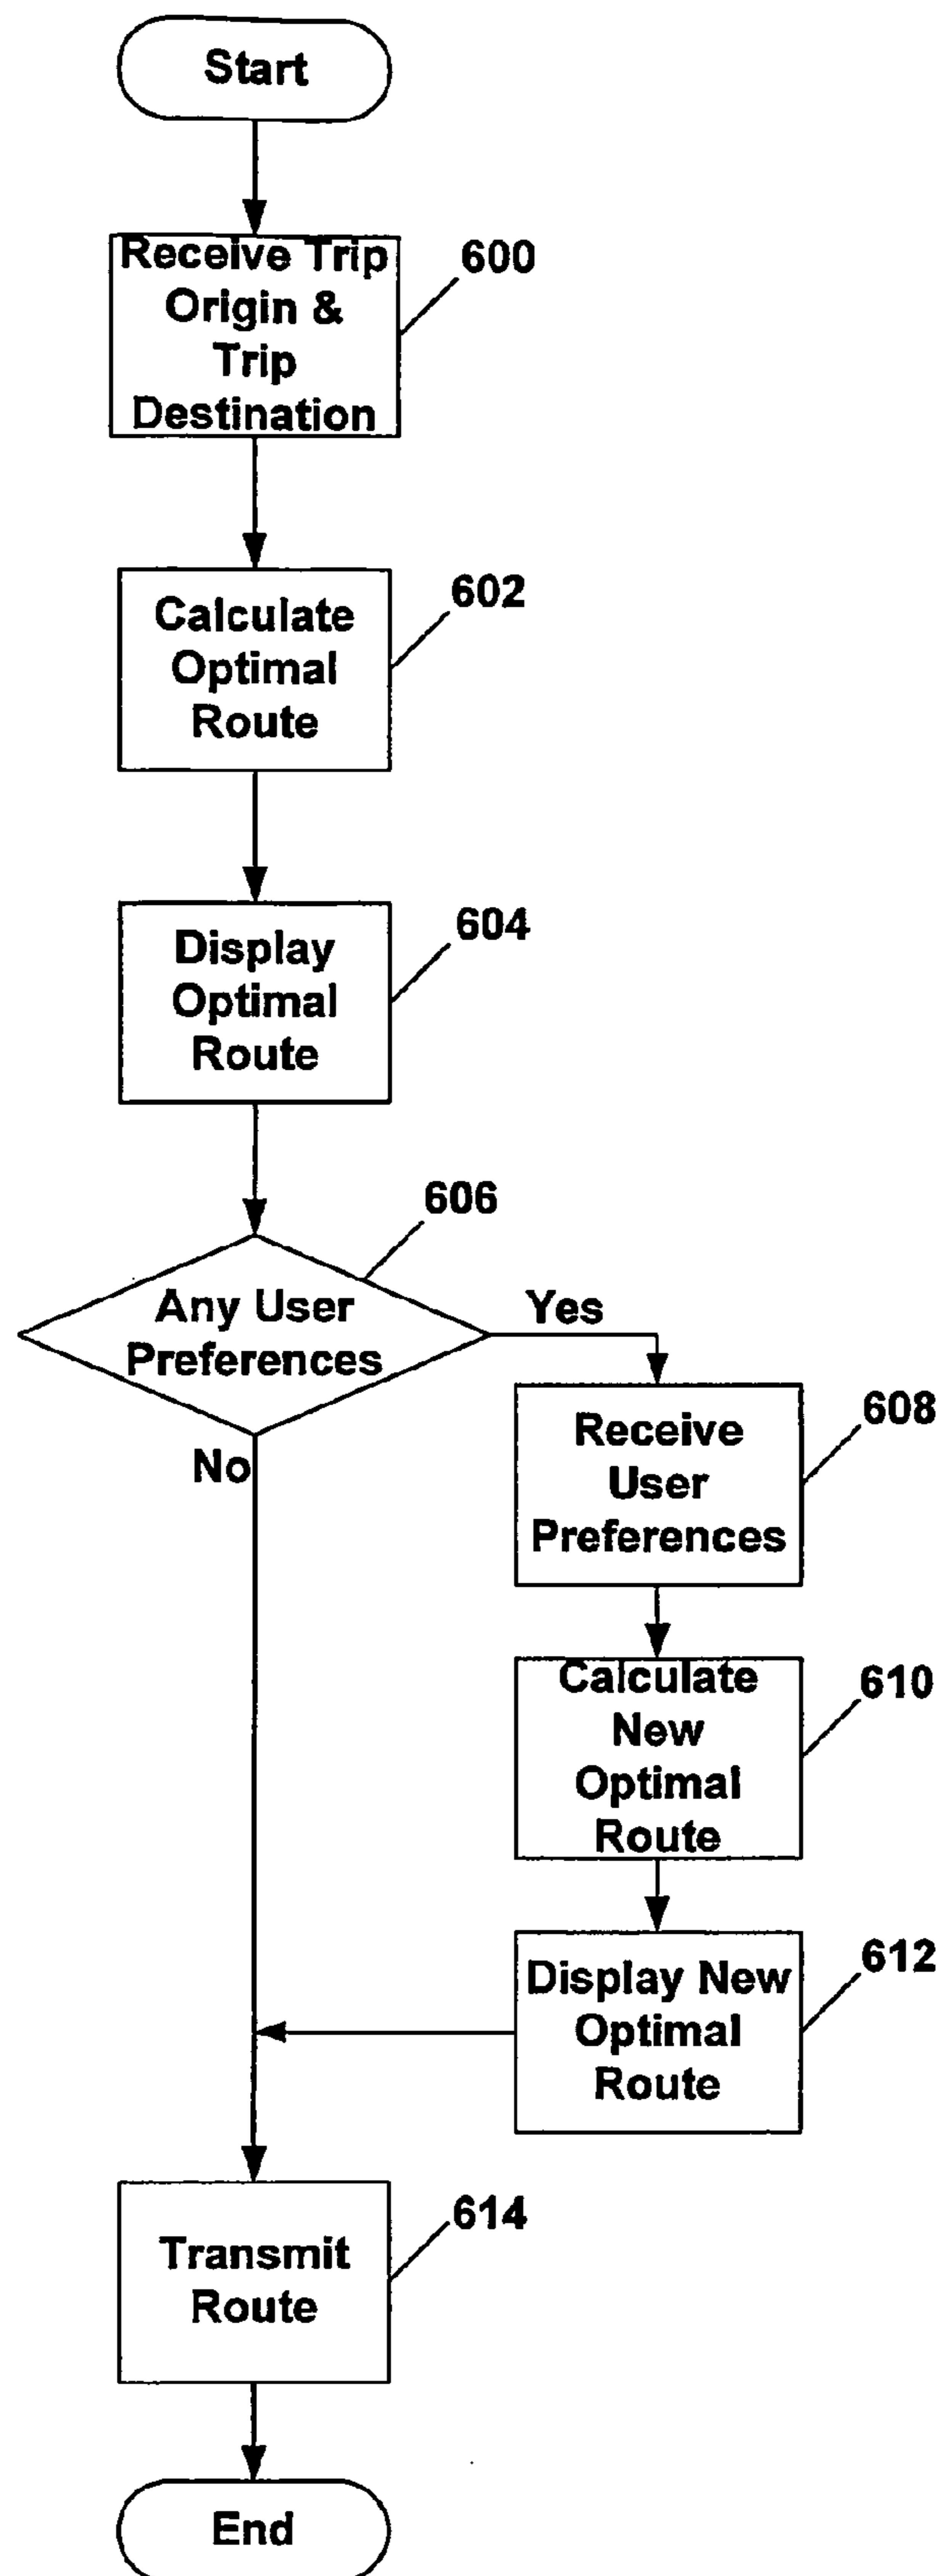 Start
Receive Trip
Origin &
Trip
Destination
600
Calculate
Optimal
Route
602
Display
Optimal
Route
604
606
Any User
Preferences
Yes
No
Receive
User
Preferences
608
Calculate
New
Optimal
Route
610
Display New
Optimal
Route
612
Transmit
Route
614
End